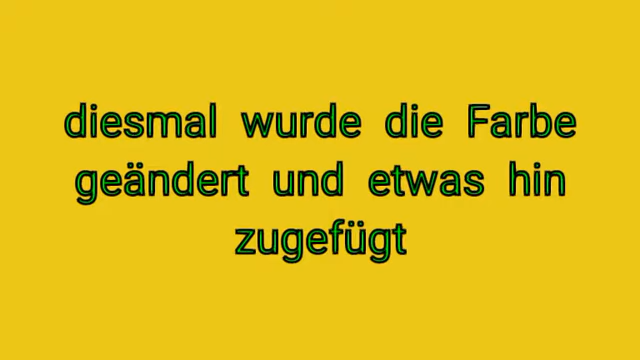 diesmal wurde die Farbe
geändert und etwas hin
zugefügt